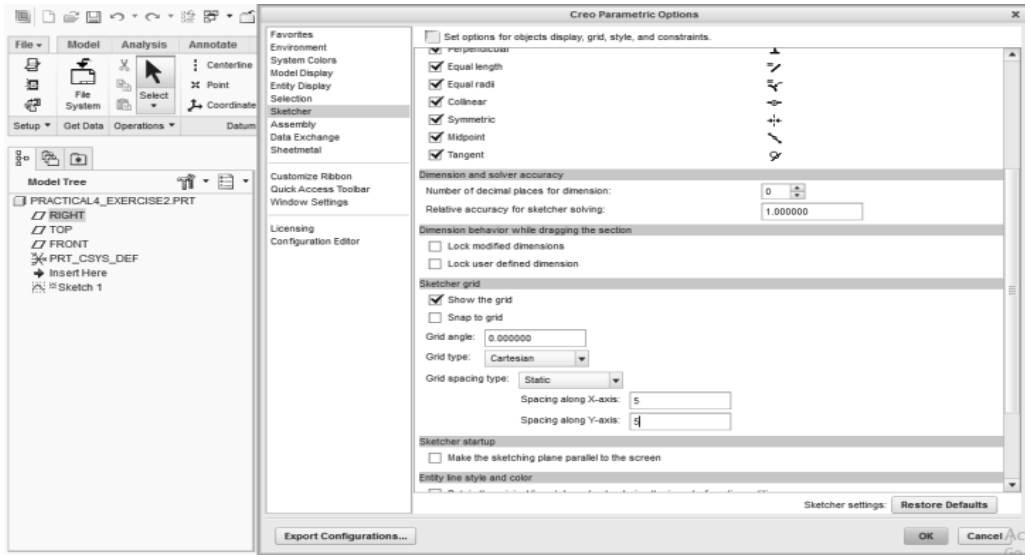 Creo Parametric Options
File
Model
Analysis
Annotate
File System
Select
Centerline
Point
Coordinate
Setup
Get Data
Operations
Datum
Model Tree
PRACTICAL4_EXERCISE2.PRT
RIGHT
TOP
FRONT
PRT_CSYS_DEF
Insert Here
Sketch 1
Favorites
Environment
System Colors
Model Display
Entity Display
Selection
Sketcher
Assembly
Data Exchange
Sheetmetal
Customize Ribbon
Quick Access Toolbar
Window Settings
Licensing
Configuration Editor
Set options for objects display, grid, style, and constraints.
Perpendicular
Equal length
Equal radii
Collinear
Symmetric
Midpoint
Tangent
Dimension and solver accuracy
Number of decimal places for dimension: 0
Relative accuracy for sketcher solving: 1.000000
Dimension behavior while dragging the section
Lock modified dimensions
Lock user defined dimension
Sketcher grid
Show the grid
Snap to grid
Grid angle: 0.000000
Grid type: Cartesian
Grid spacing type: Static
Spacing along X-axis: 5
Spacing along Y-axis: 5
Sketcher startup
Make the sketching plane parallel to the screen
Entity line style and color
Sketcher settings: Restore Defaults
Export Configurations...
OK
Cancel